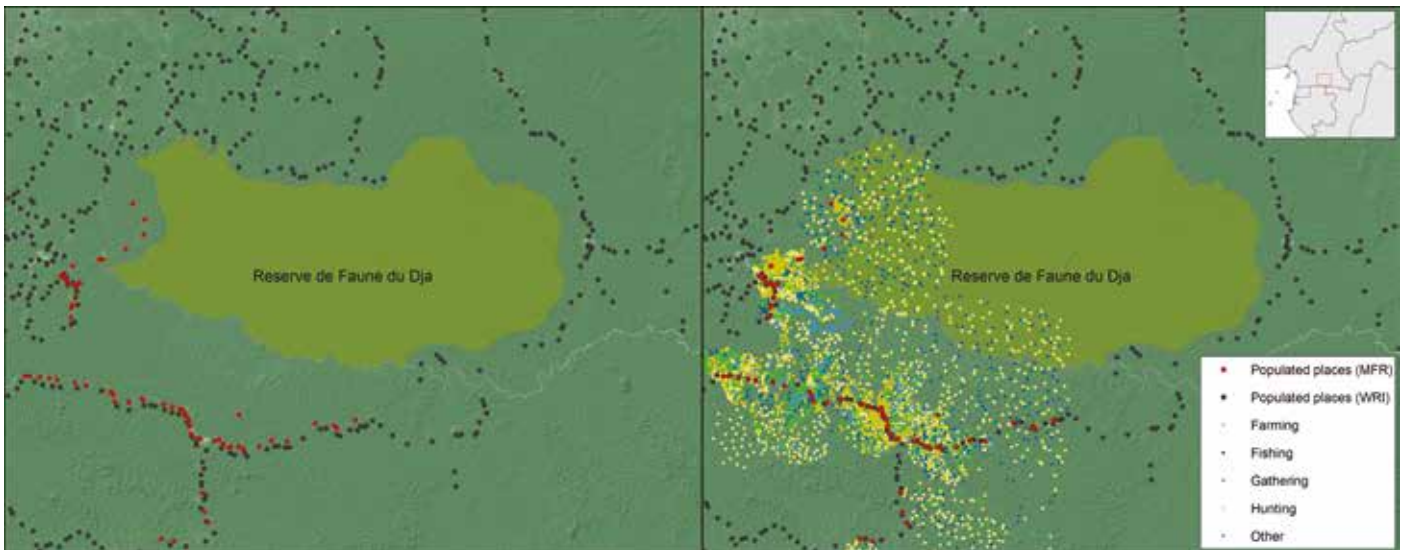 Reserve de Faune du Dja
Reserve de Faune du Dja
Populated places (MFR)
Populated places (WRI)
Farming
Fishing
Gathering
Hunting
Other